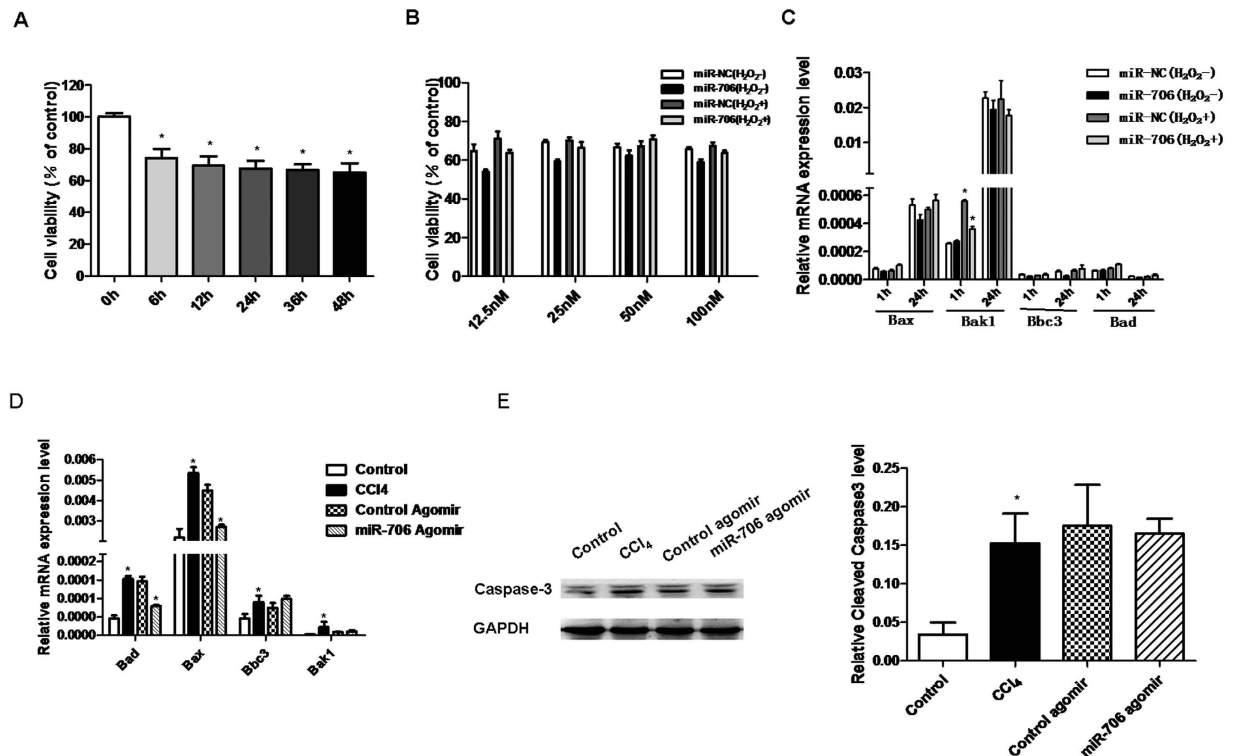 A
Cell viability (% of control)
120
100
80
60
40
20
0
*
*
*
*
*
0h
6h
12h
24h
36h
48h
B
Cell viability (% of control)
100
80
60
40
20
0
miR-NC(H₂O₂-)
miR-706(H₂O₂-)
miR-NC(H₂O₂+)
miR-706(H₂O₂+)
12.5nM
25nM
50nM
100nM
C
Relative mRNA expression level
0.03
0.02
0.01
0.0006
0.0004
0.0002
0.0000
*
*
miR-NC(H₂O₂-)
miR-706(H₂O₂-)
miR-NC(H₂O₂+)
miR-706(H₂O₂+)
1h
24h
1h
24h
1h
24h
1h
24h
Bax
Bak1
Bbc3
Bad
D
Relative mRNA expression level
0.006
0.005
0.004
0.003
0.0002
0.0001
0.0000
0.0000
*
*
*
*
*
*
Control
CCl4
Control Agomir
miR-706 Agomir
Bad
Bax
Bbc3
Bak1
E
Control
CCl₄
Control agomir
miR-706 agomir
Caspase-3
GAPDH
Relative Cleaved Caspase3 level
0.25
0.20
0.15
0.10
0.05
0.00
*
Control
CCl₄
Control agomir
miR-706 agomir